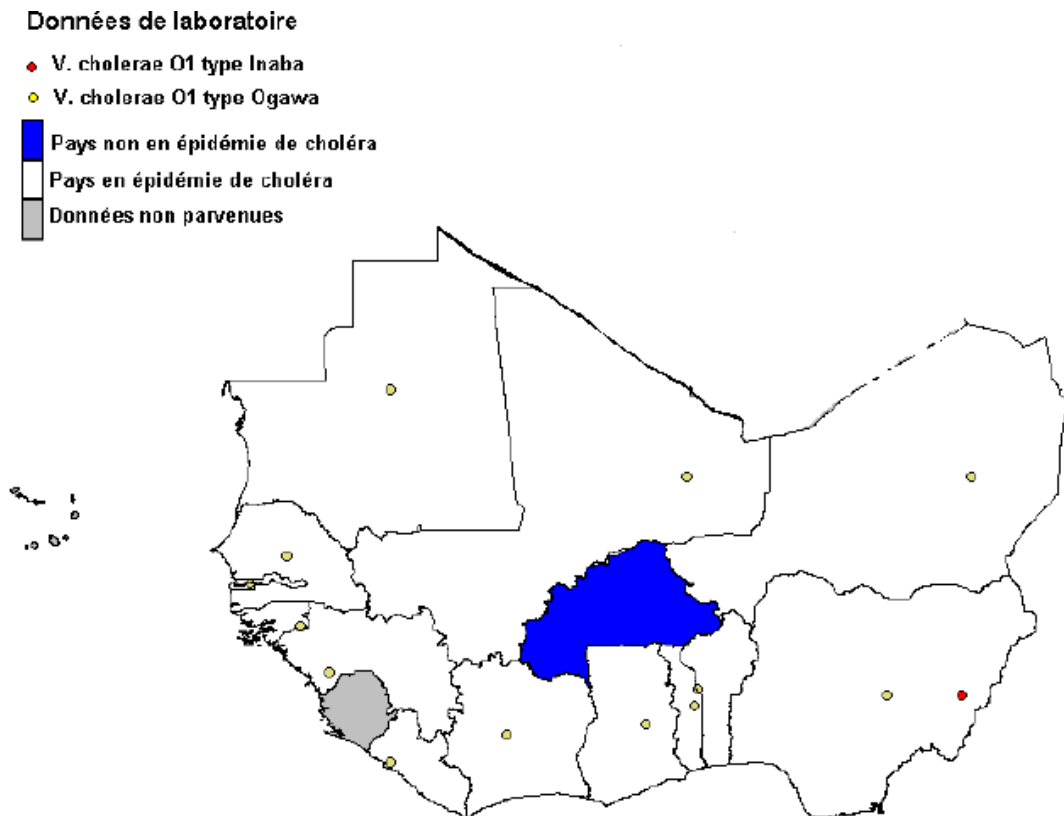 Données de laboratoire
V. cholerae O1 type Inaba
V. cholerae O1 type Ogawa
Pays non en épidémie de choléra
Pays en épidémie de choléra
Données non parvenues